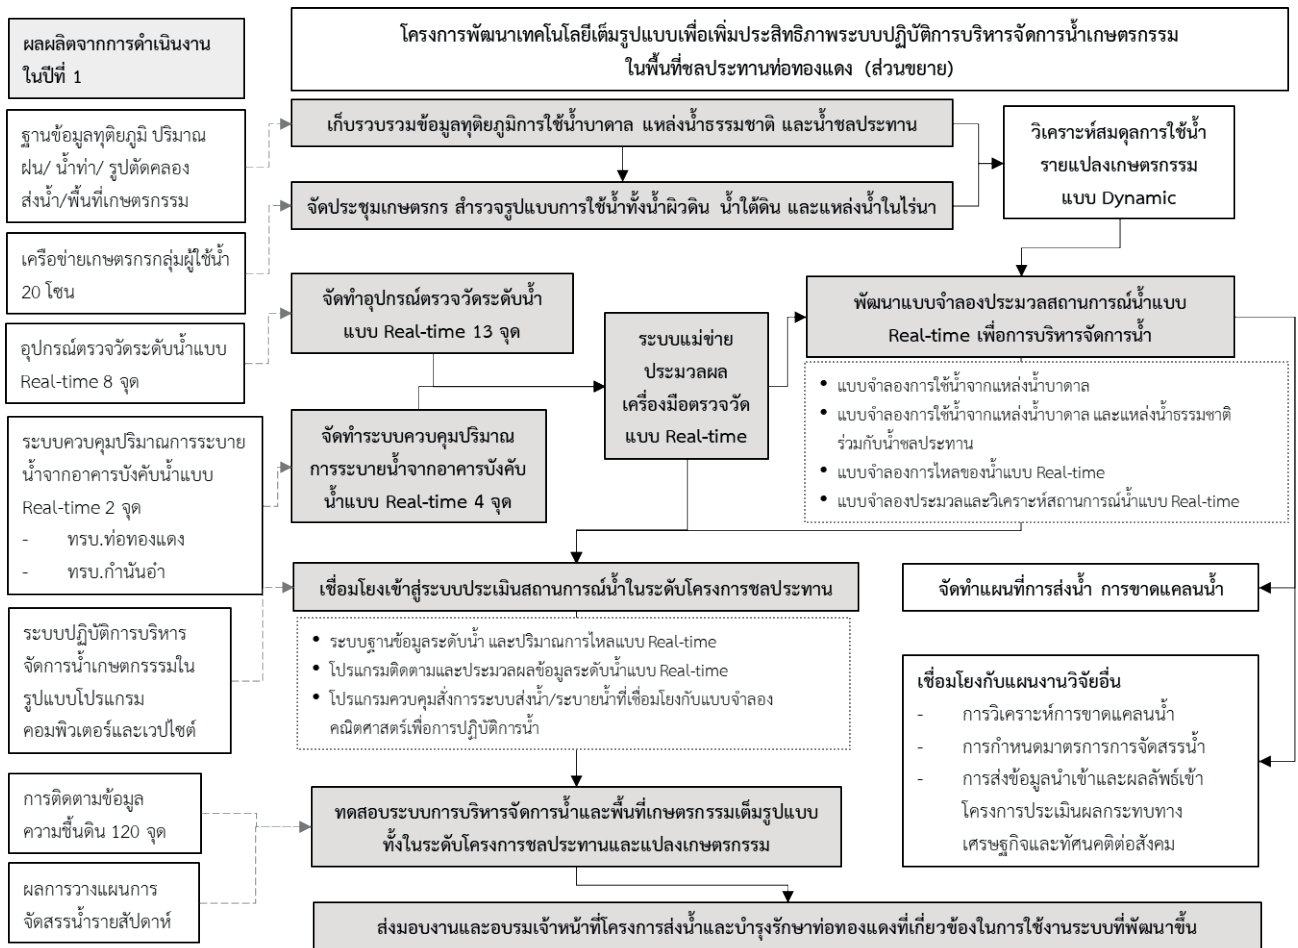 ผลผลิตจากการดำเนินงาน
ในปีที่ 1
โครงการพัฒนาเทคโนโลยีเต็มรูปแบบเพื่อเพิ่มประสิทธิภาพระบบปฏิบัติการบริหารจัดการน้ำเกษตรกรรม
ในพื้นที่ชลประทานท่อทองแดง (ส่วนขยาย)
ฐานข้อมูลทุติยภูมิ ปริมาณ
ฝน/ น้ำท่า/ รูปตัดคลอง
ส่งน้ำ/พื้นที่เกษตรกรรม
เก็บรวบรวมข้อมูลทุติยภูมิการใช้น้ำบาดาล แหล่งน้ำธรรมชาติ และน้ำชลประทาน
จัดประชุมเกษตรกร สำรวจรูปแบบการใช้น้ำทั้งน้ำผิวดิน น้ำใต้ดิน และแหล่งน้ำในไร่นา
วิเคราะห์สมดุลการใช้น้ำ
รายแปลงเกษตรกรรม
แบบ Dynamic
เครือข่ายเกษตรกรกลุ่มผู้ใช้น้ำ
20 โซน
จัดทำอุปกรณ์ตรวจวัดระดับน้ำ
แบบ Real-time 13 จุด
พัฒนาแบบจำลองประมวลสถานการณ์น้ำแบบ
Real-time เพื่อการบริหารจัดการน้ำ
อุปกรณ์ตรวจวัดระดับน้ำแบบ
Real-time 8 จุด
ระบบแม่ข่าย
ประมวลผล
เครื่องมือตรวจวัด
แบบ Real-time
• แบบจำลองการใช้น้ำจากแหล่งน้ำบาดาล
• แบบจำลองการใช้น้ำจากแหล่งน้ำบาดาล และแหล่งน้ำธรรมชาติ
ร่วมกับน้ำชลประทาน
• แบบจำลองการไหลของน้ำแบบ Real-time
• แบบจำลองประมวลและวิเคราะห์สถานการณ์น้ำแบบ Real-time
ระบบควบคุมปริมาณการระบาย
น้ำจากอาคารบังคับน้ำแบบ
Real-time 2 จุด
- ทรบ.ท่อทองแดง
- ทรบ.กำนันอำ
จัดทำระบบควบคุมปริมาณ
การระบายน้ำจากอาคารบังคับ
น้ำแบบ Real-time 4 จุด
เชื่อมโยงเข้าสู่ระบบประเมินสถานการณ์น้ำในระดับโครงการชลประทาน
จัดทำแผนที่การส่งน้ำ การขาดแคลนน้ำ
ระบบปฏิบัติการบริหาร
จัดการน้ำเกษตกรรรมใน
รูปแบบโปรแกรม
คอมพิวเตอร์และเวปไซต์
• ระบบฐานข้อมูลระดับน้ำ และปริมาณการไหลแบบ Real-time
• โปรแกรมติดตามและประมวลผลข้อมูลระดับน้ำแบบ Real-time
• โปรแกรมควบคุมสั่งการระบบส่งน้ำ/ระบายน้ำที่เชื่อมโยงกับแบบจำลอง
คณิตศาสตร์เพื่อการปฏิบัติการน้ำ
เชื่อมโยงกับแผนงานวิจัยอื่น
- การวิเคราะห์การขาดแคลนน้ำ
- การกำหนดมาตรการการจัดสรรน้ำ
- การส่งข้อมูลนำเข้าและผลลัพธ์เข้า
โครงการประเมินผลกระทบทาง
เศรษฐกิจและทัศนคติต่อสังคม
การติดตามข้อมูล
ความชื้นดิน 120 จุด
ทดสอบระบบการบริหารจัดการน้ำและพื้นที่เกษตรกรรมเต็มรูปแบบ
ทั้งในระดับโครงการชลประทานและแปลงเกษตรกรรม
ผลการวางแผนการ
จัดสรรน้ำรายสัปดาห์
ส่งมอบงานและอบรมเจ้าหน้าที่โครงการส่งน้ำและบำรุงรักษาท่อทองแดงที่เกี่ยวข้องในการใช้งานระบบที่พัฒนาขึ้น